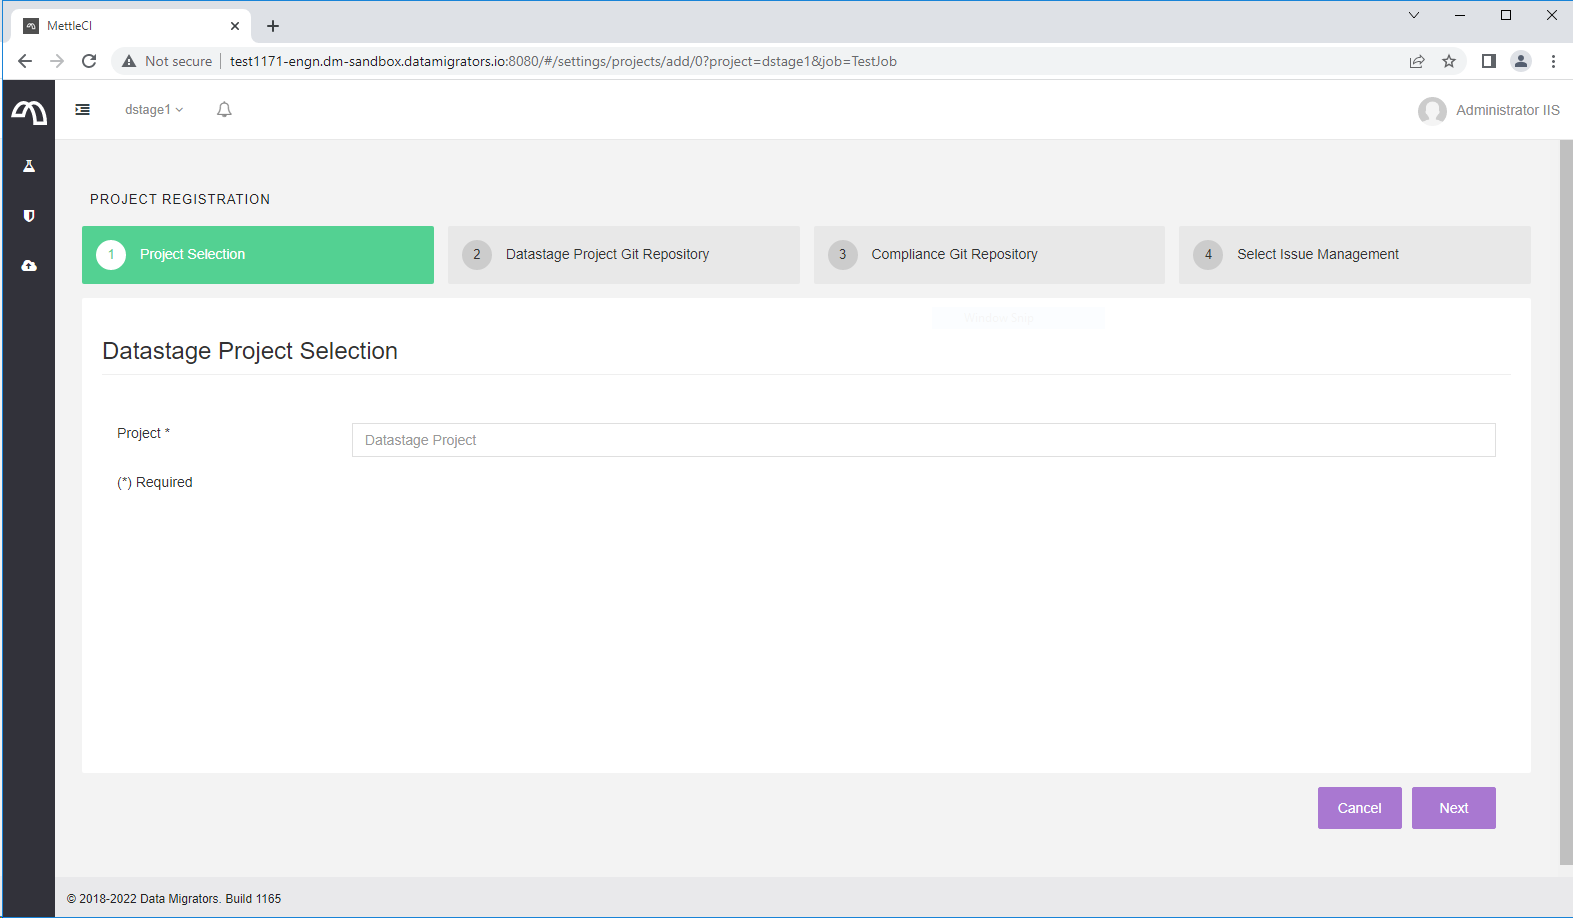 MettleCI
Not secure test1171-engn.dm-sandbox.datamigrators.io:8080/#/settings/projects/add/0?project=dstage1&job=TestJob
dstage1
Administrator IIS
PROJECT REGISTRATION
1 Project Selection
2 Datastage Project Git Repository
3 Compliance Git Repository
4 Select Issue Management
Window Snip
Datastage Project Selection
Project *
Datastage Project
(*) Required
Cancel
Next
© 2018-2022 Data Migrators. Build 1165